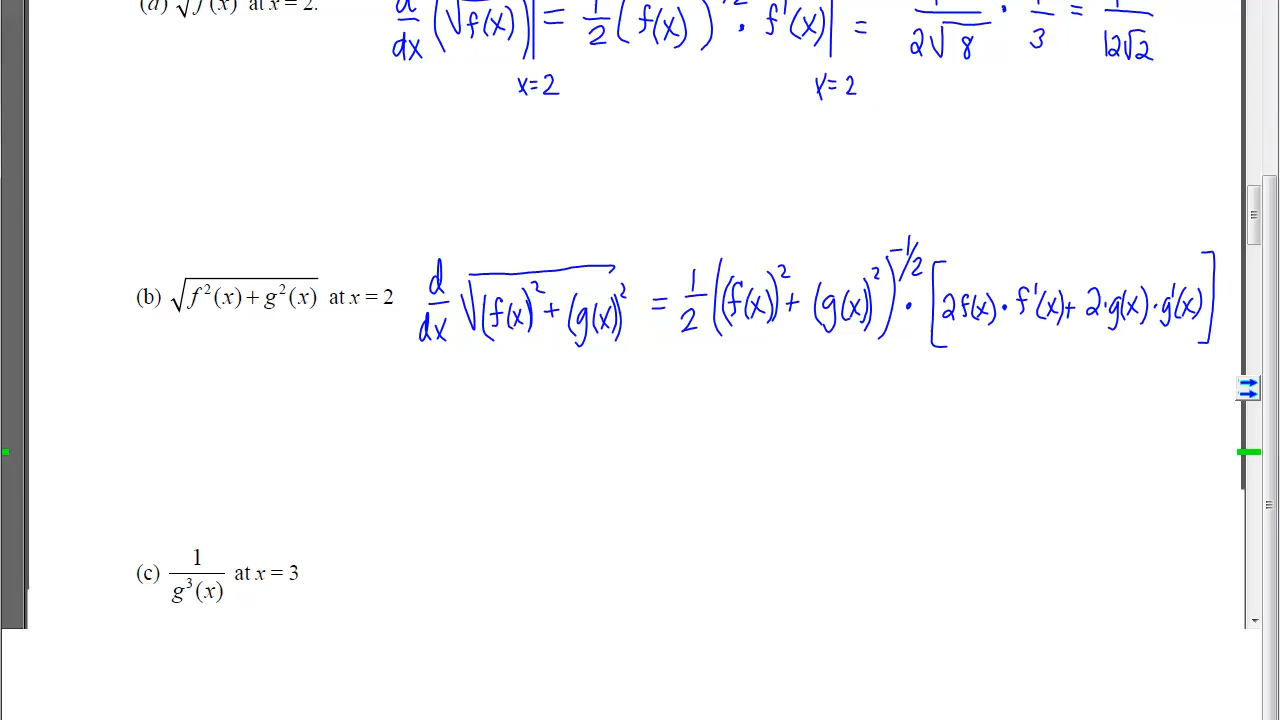 (a) √f(x) at x = 2. d/dx (√f(x))| = 1/2 (f(x))^-1/2 · f'(x)| = 1/(2√8) · 1/3 = 1/(12√2)
x=2 x=2
(b) √(f²(x) + g²(x)) at x = 2 d/dx √((f(x))² + (g(x))²) = 1/2 ((f(x))² + (g(x))²)^-1/2 · [2f(x) · f'(x) + 2·g(x)·g'(x)]
(c) 1/g³(x) at x = 3